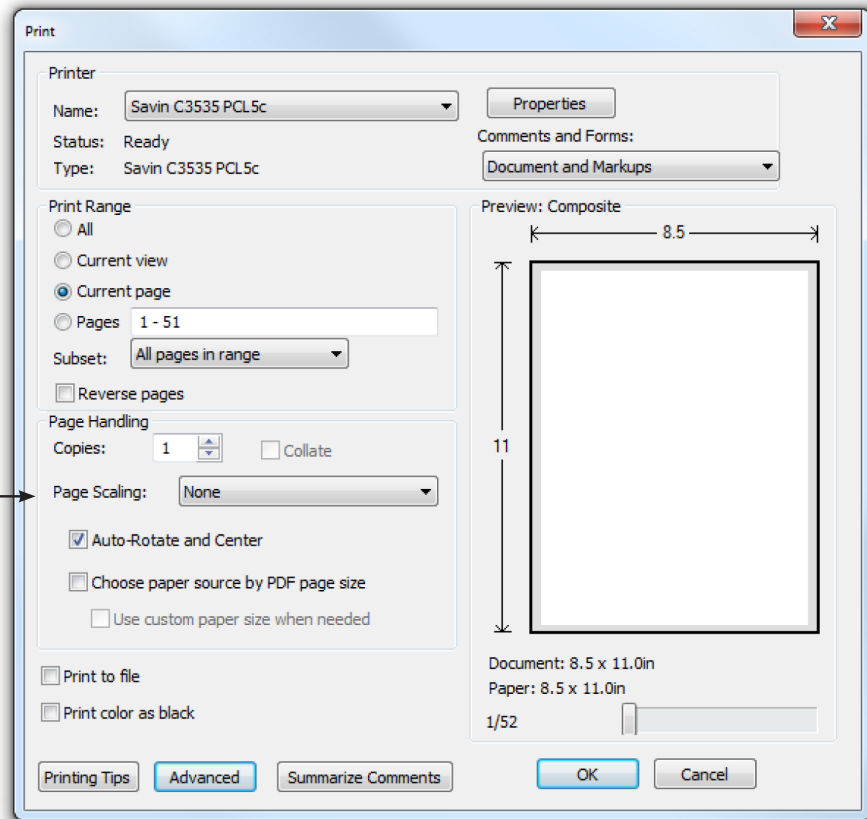 Print
Printer
Name: Savin C3535 PCL5c Properties
Status: Ready Comments and Forms:
Type: Savin C3535 PCL5c Document and Markups
Print Range
All
Current view
Current page
Pages 1 - 51
Subset: All pages in range
Reverse pages
Page Handling
Copies: 1 Collate
Page Scaling: None
Auto-Rotate and Center
Choose paper source by PDF page size
Use custom paper size when needed
Print to file
Print color as black
Preview: Composite
8.5
11
Document: 8.5 x 11.0in
Paper: 8.5 x 11.0in
1/52
Printing Tips Advanced Summarize Comments OK Cancel